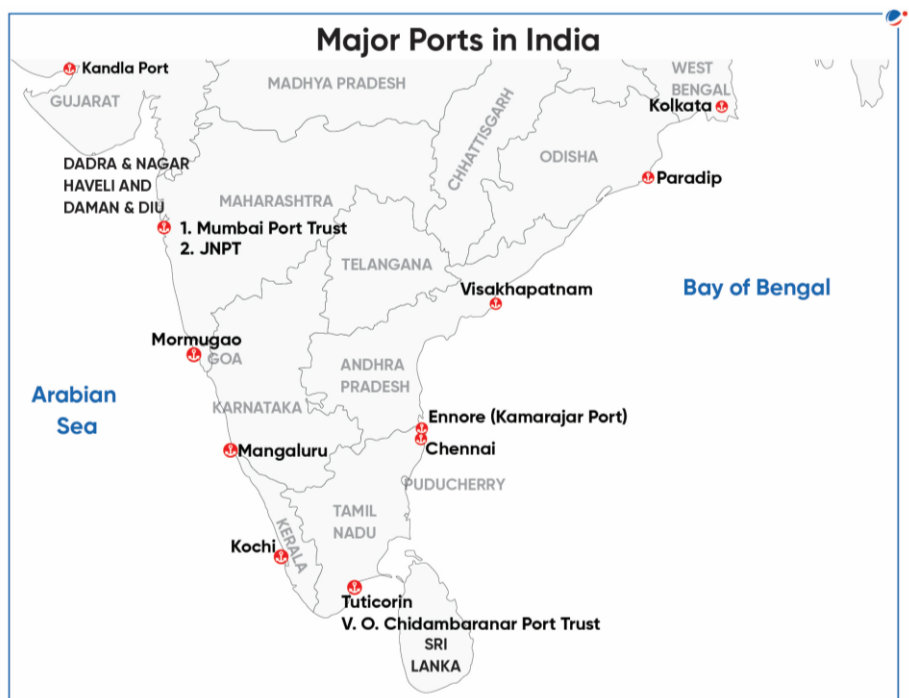 Major Ports in India
Kandla Port
GUJARAT
MADHYA PRADESH
CHHATTISGARH
WEST
BENGAL
Kolkata
ODISHA
Paradip
DADRA & NAGAR
HAVELI AND
DAMAN & DIU
MAHARASHTRA
1. Mumbai Port Trust
2. JNPT
TELANGANA
Visakhapatnam
Bay of Bengal
Mormugao
GOA
ANDHRA
PRADESH
Arabian
Sea
KARNATAKA
Ennore (Kamarajar Port)
Chennai
Mangaluru
PUDUCHERRY
TAMIL
NADU
KERALA
Kochi
Tuticorin
V. O. Chidambaranar Port Trust
SRI
LANKA